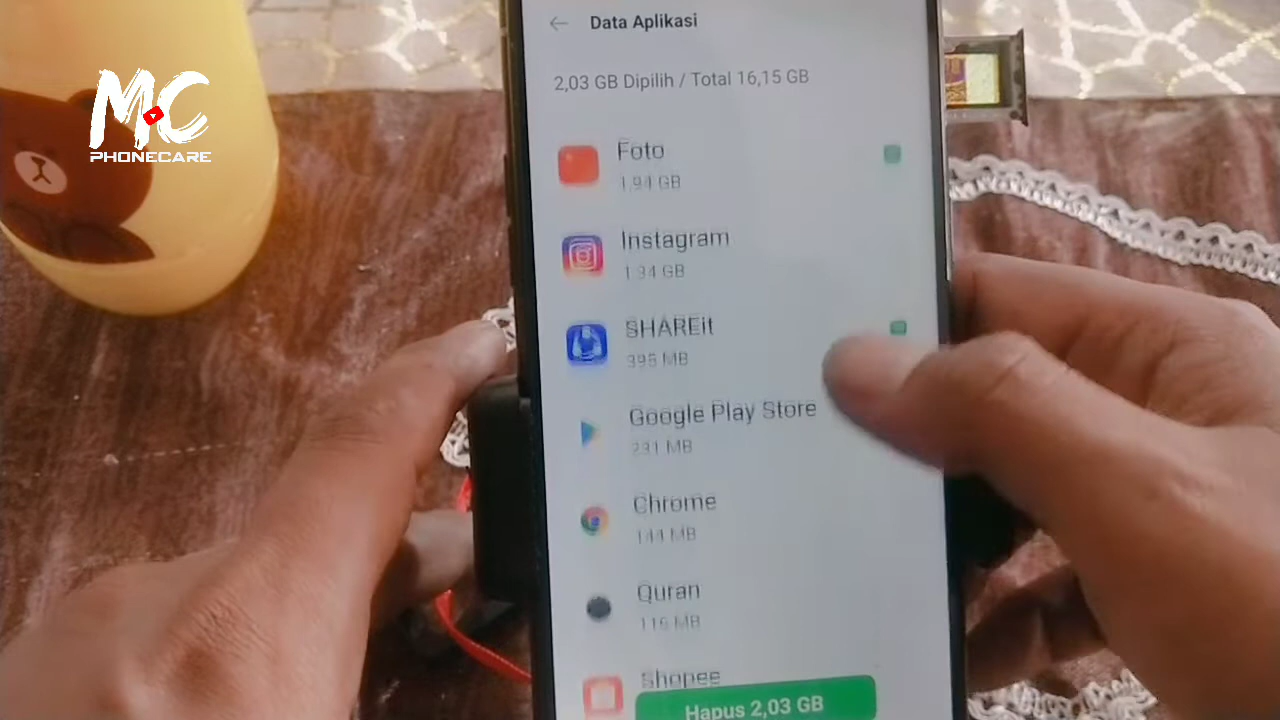 MC
PHONECARE
Data Aplikasi
2,03 GB Dipilih / Total 16,15 GB
Foto
1,94 GB
Instagram
1,34 GB
SHAREit
395 MB
Google Play Store
231 MB
Chrome
144 MB
Quran
116 MB
Shopee
Hapus 2,03 GB